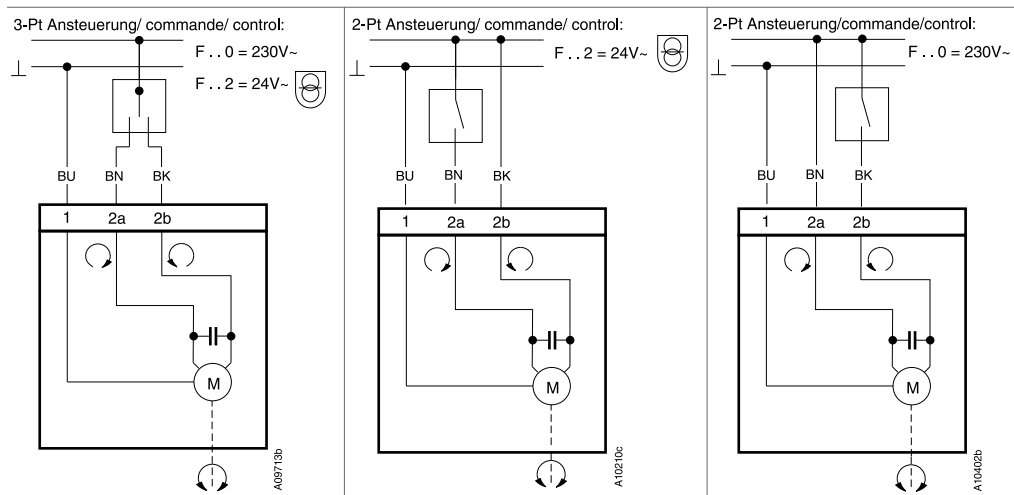 3-Pt Ansteuerung/ commande/ control:
F . . 0 = 230V~
⊥
F . . 2 = 24V~
BU BN BK
1 2a 2b
M
A09713b
2-Pt Ansteuerung/ commande/ control:
F . . 2 = 24V~
⊥
BU BN BK
1 2a 2b
M
A10210c
2-Pt Ansteuerung/commande/control:
F . . 0 = 230V~
⊥
BU BN BK
1 2a 2b
M
A10402b